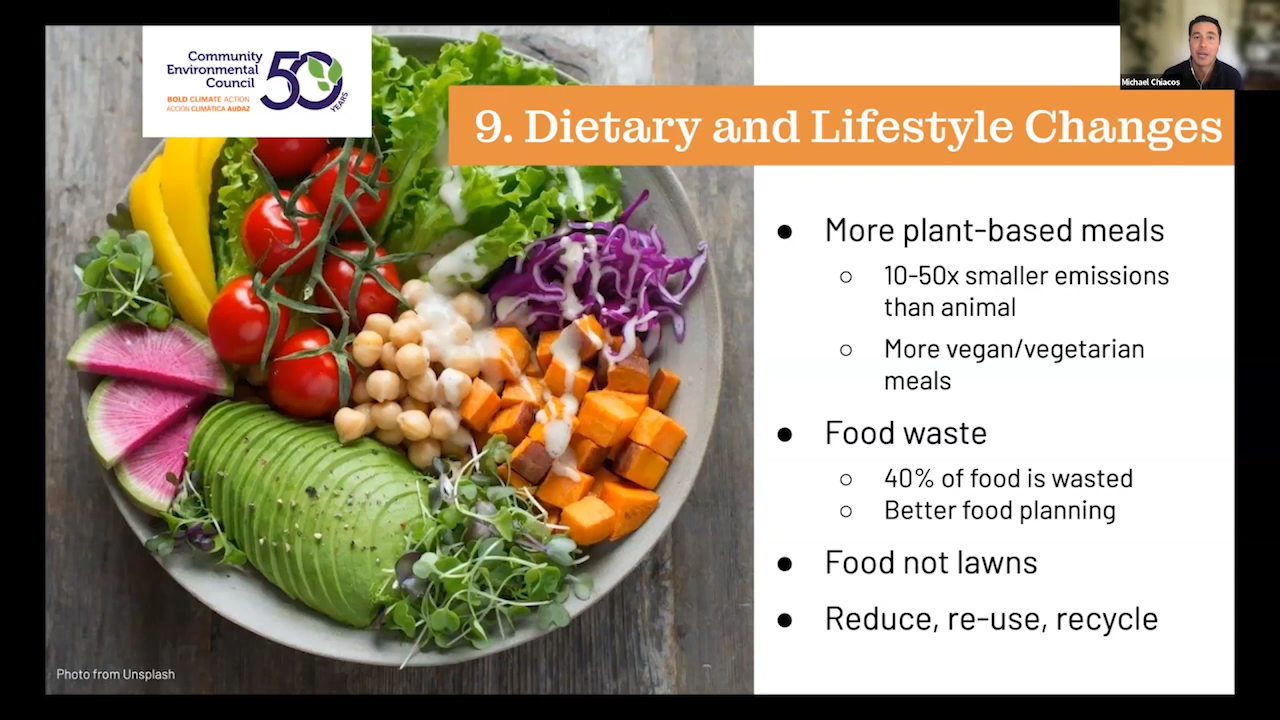 Community
Environmental
Council
BOLD CLIMATE ACTION
ACCIÓN CLIMÁTICA AUDAZ
50
YEARS
Michael Chiacos
9. Dietary and Lifestyle Changes
● More plant-based meals
○ 10-50x smaller emissions
than animal
○ More vegan/vegetarian
meals
● Food waste
○ 40% of food is wasted
○ Better food planning
● Food not lawns
● Reduce, re-use, recycle
Photo from Unsplash